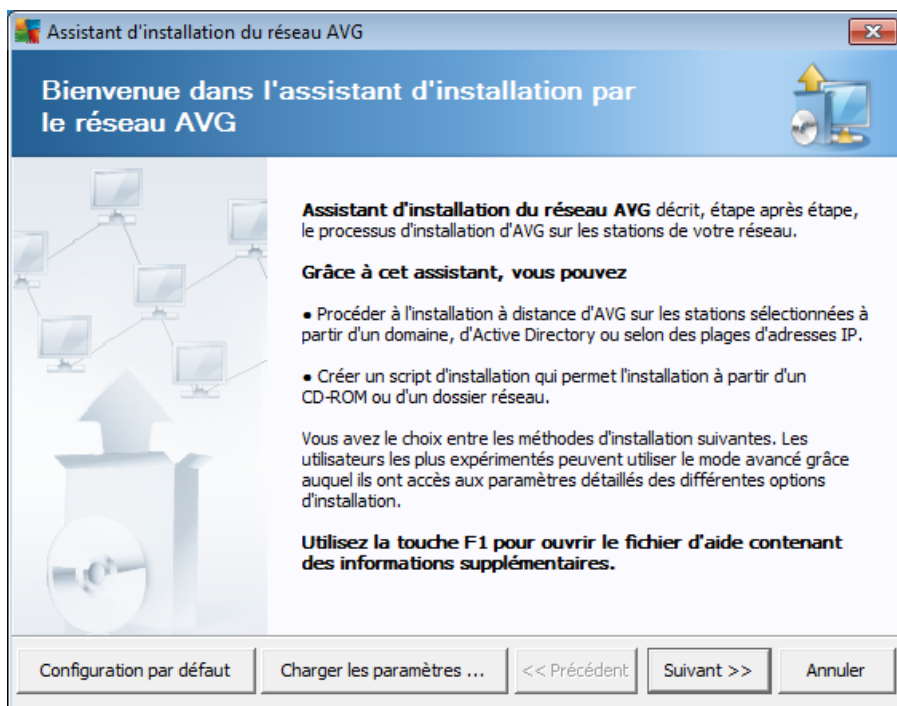 Assistant d'installation du réseau AVG
Bienvenue dans l'assistant d'installation par
le réseau AVG
Assistant d'installation du réseau AVG décrit, étape après étape,
le processus d'installation d'AVG sur les stations de votre réseau.
Grâce à cet assistant, vous pouvez
• Procéder à l'installation à distance d'AVG sur les stations sélectionnées à
partir d'un domaine, d'Active Directory ou selon des plages d'adresses IP.
• Créer un script d'installation qui permet l'installation à partir d'un
CD-ROM ou d'un dossier réseau.
Vous avez le choix entre les méthodes d'installation suivantes. Les
utilisateurs les plus expérimentés peuvent utiliser le mode avancé grâce
auquel ils ont accès aux paramètres détaillés des différentes options
d'installation.
Utilisez la touche F1 pour ouvrir le fichier d'aide contenant
des informations supplémentaires.
Configuration par défaut
Charger les paramètres ...
<< Précédent
Suivant >>
Annuler